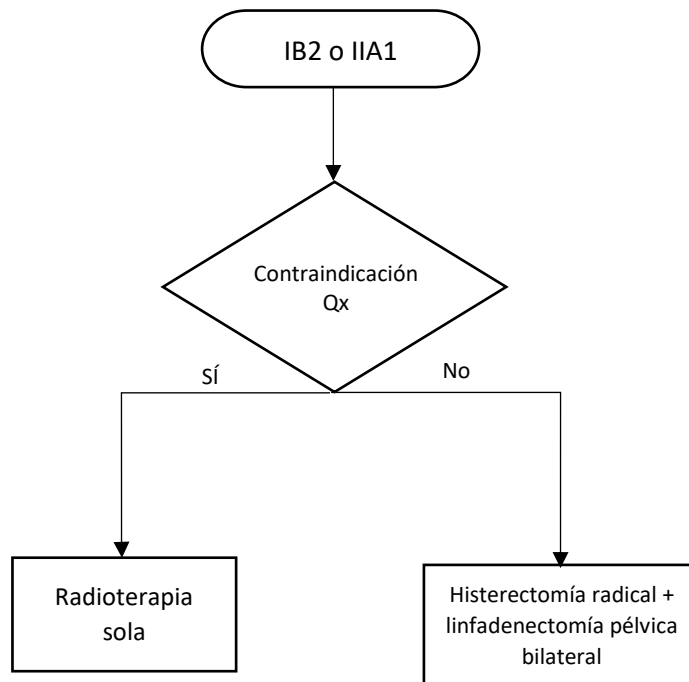 IB2 o IIA1
Contraindicación
Qx
SÍ
No
Radioterapia
sola
Histerectomía radical +
linfadenectomía pélvica
bilateral